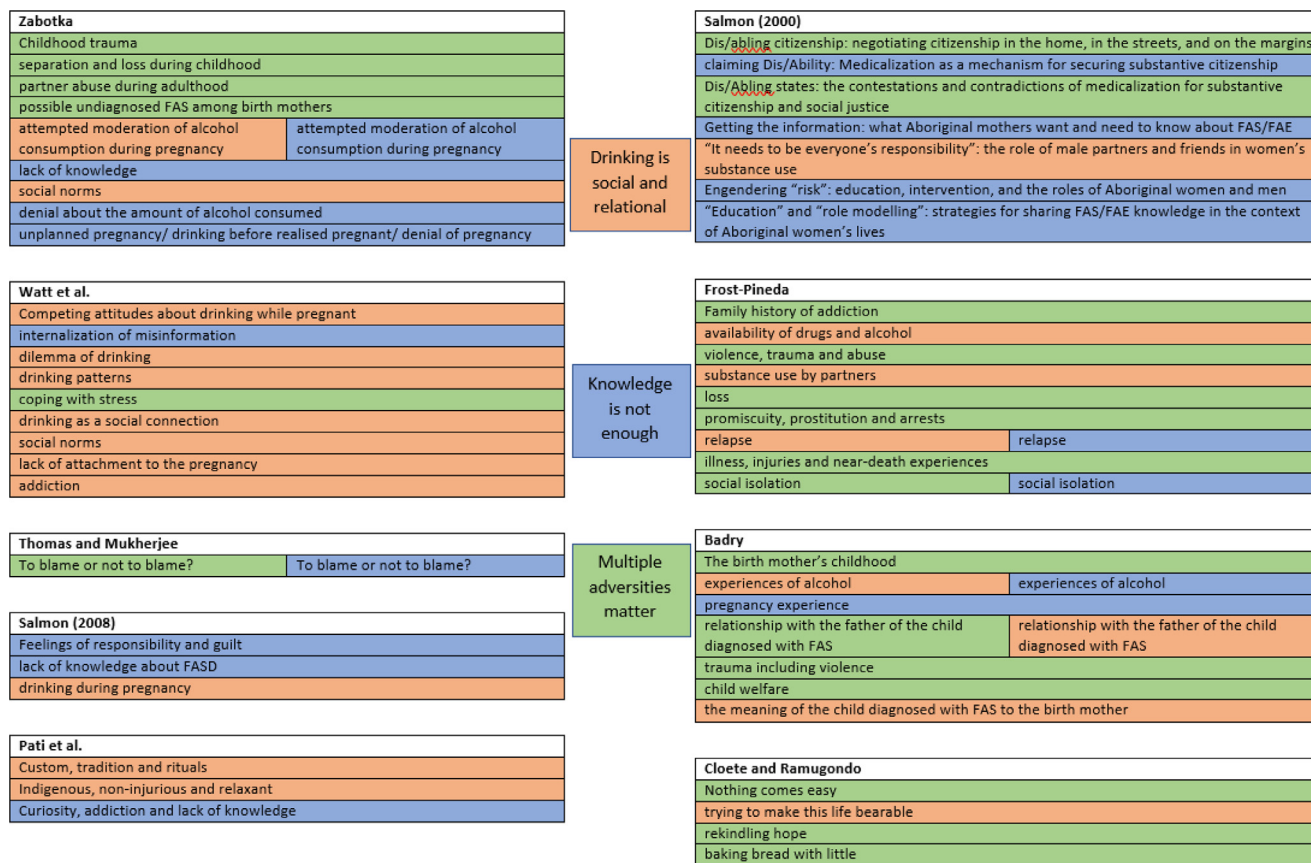 Zabotka
Childhood trauma
separation and loss during childhood
partner abuse during adulthood
possible undiagnosed FAS among birth mothers
attempted moderation of alcohol
consumption during pregnancy
attempted moderation of alcohol
consumption during pregnancy
lack of knowledge
social norms
denial about the amount of alcohol consumed
unplanned pregnancy/ drinking before realised pregnant/ denial of pregnancy
Watt et al.
Competing attitudes about drinking while pregnant
internalization of misinformation
dilemma of drinking
drinking patterns
coping with stress
drinking as a social connection
social norms
lack of attachment to the pregnancy
addiction
Thomas and Mukherjee
To blame or not to blame?
To blame or not to blame?
Salmon (2008)
Feelings of responsibility and guilt
lack of knowledge about FASD
drinking during pregnancy
Pati et al.
Custom, tradition and rituals
Indigenous, non-injurious and relaxant
Curiosity, addiction and lack of knowledge
Drinking is
social and
relational
Knowledge
is not
enough
Multiple
adversities
matter
Salmon (2000)
Dis/abling citizenship: negotiating citizenship in the home, in the streets, and on the margins
claiming Dis/Ability: Medicalization as a mechanism for securing substantive citizenship
Dis/Abling states: the contestations and contradictions of medicalization for substantive
citizenship and social justice
Getting the information: what Aboriginal mothers want and need to know about FAS/FAE
“It needs to be everyone’s responsibility”: the role of male partners and friends in women’s
substance use
Engendering “risk”: education, intervention, and the roles of Aboriginal women and men
“Education” and “role modelling”: strategies for sharing FAS/FAE knowledge in the context
of Aboriginal women’s lives
Frost-Pineda
Family history of addiction
availability of drugs and alcohol
violence, trauma and abuse
substance use by partners
loss
promiscuity, prostitution and arrests
relapse
relapse
illness, injuries and near-death experiences
social isolation
social isolation
Badry
The birth mother’s childhood
experiences of alcohol
experiences of alcohol
pregnancy experience
relationship with the father of the child
diagnosed with FAS
relationship with the father of the child
diagnosed with FAS
trauma including violence
child welfare
the meaning of the child diagnosed with FAS to the birth mother
Cloete and Ramugondo
Nothing comes easy
trying to make this life bearable
rekindling hope
baking bread with little